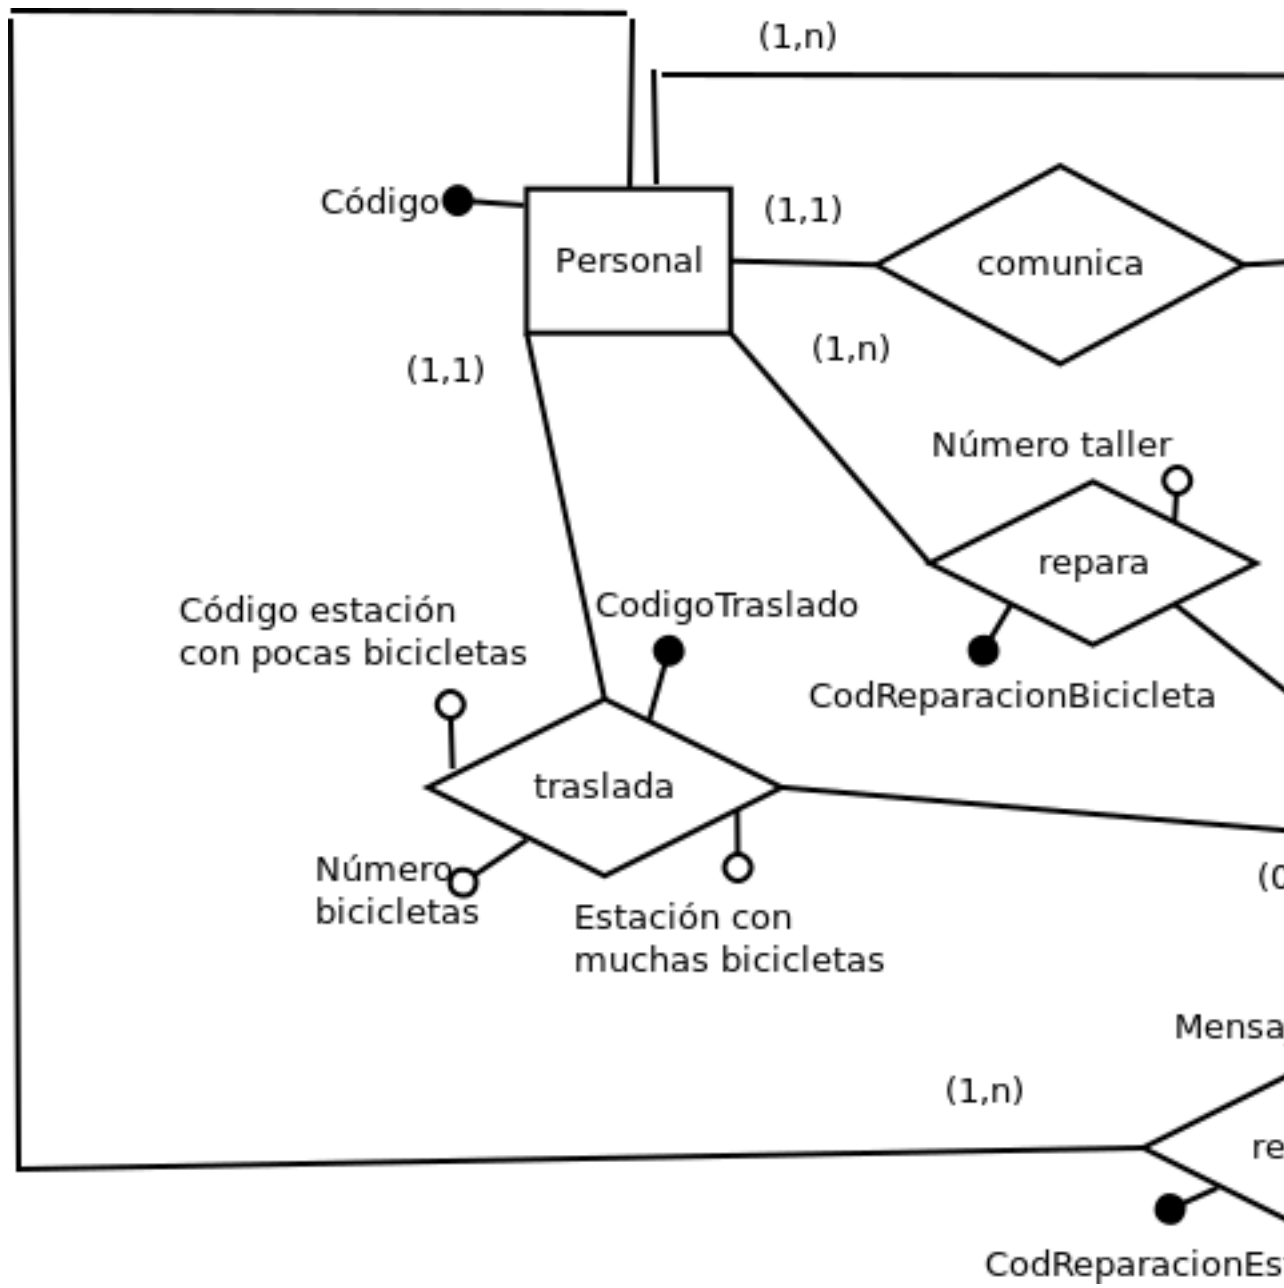 (1,n)
Código
(1,1)
Personal
comunica
(1,n)
(1,1)
Número taller
repara
Código estación
con pocas bicicletas
CodigoTraslado
CodReparacionBicicleta
traslada
Número
bicicletas
Estación con
muchas bicicletas
(1,n)